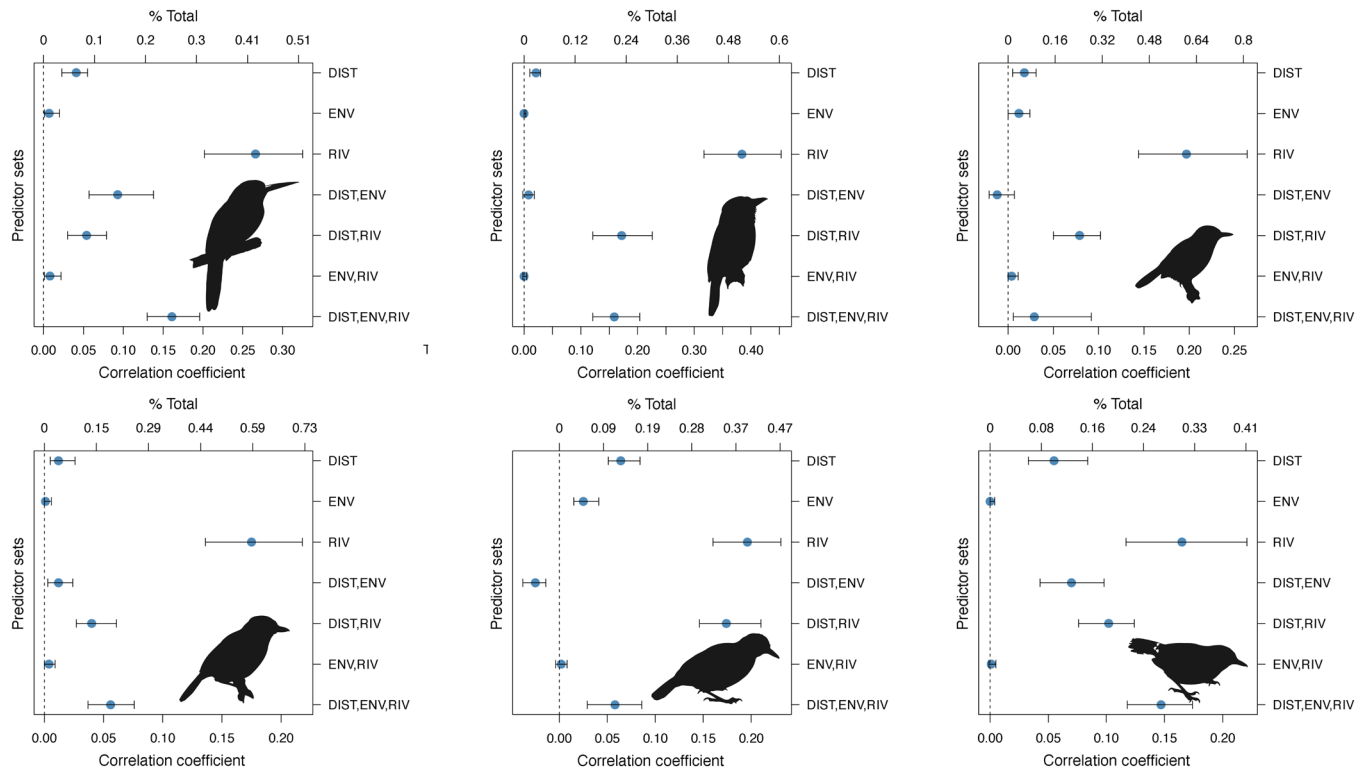 % Total
0 0.1 0.2 0.3 0.41 0.51
DIST
ENV
RIV
DIST,ENV
DIST,RIV
ENV,RIV
DIST,ENV,RIV
Predictor sets
0.00 0.05 0.10 0.15 0.20 0.25 0.30
Correlation coefficient
% Total
0 0.12 0.24 0.36 0.48 0.6
DIST
ENV
RIV
DIST,ENV
DIST,RIV
ENV,RIV
DIST,ENV,RIV
Predictor sets
0.00 0.10 0.20 0.30 0.40
Correlation coefficient
% Total
0 0.16 0.32 0.48 0.64 0.8
DIST
ENV
RIV
DIST,ENV
DIST,RIV
ENV,RIV
DIST,ENV,RIV
Predictor sets
0.00 0.05 0.10 0.15 0.20 0.25
Correlation coefficient
% Total
0 0.15 0.29 0.44 0.59 0.73
DIST
ENV
RIV
DIST,ENV
DIST,RIV
ENV,RIV
DIST,ENV,RIV
Predictor sets
0.00 0.05 0.10 0.15 0.20
Correlation coefficient
% Total
0 0.09 0.19 0.28 0.37 0.47
DIST
ENV
RIV
DIST,ENV
DIST,RIV
ENV,RIV
DIST,ENV,RIV
Predictor sets
0.00 0.05 0.10 0.15 0.20
Correlation coefficient
% Total
0 0.08 0.16 0.24 0.33 0.41
DIST
ENV
RIV
DIST,ENV
DIST,RIV
ENV,RIV
DIST,ENV,RIV
Predictor sets
0.00 0.05 0.10 0.15 0.20
Correlation coefficient